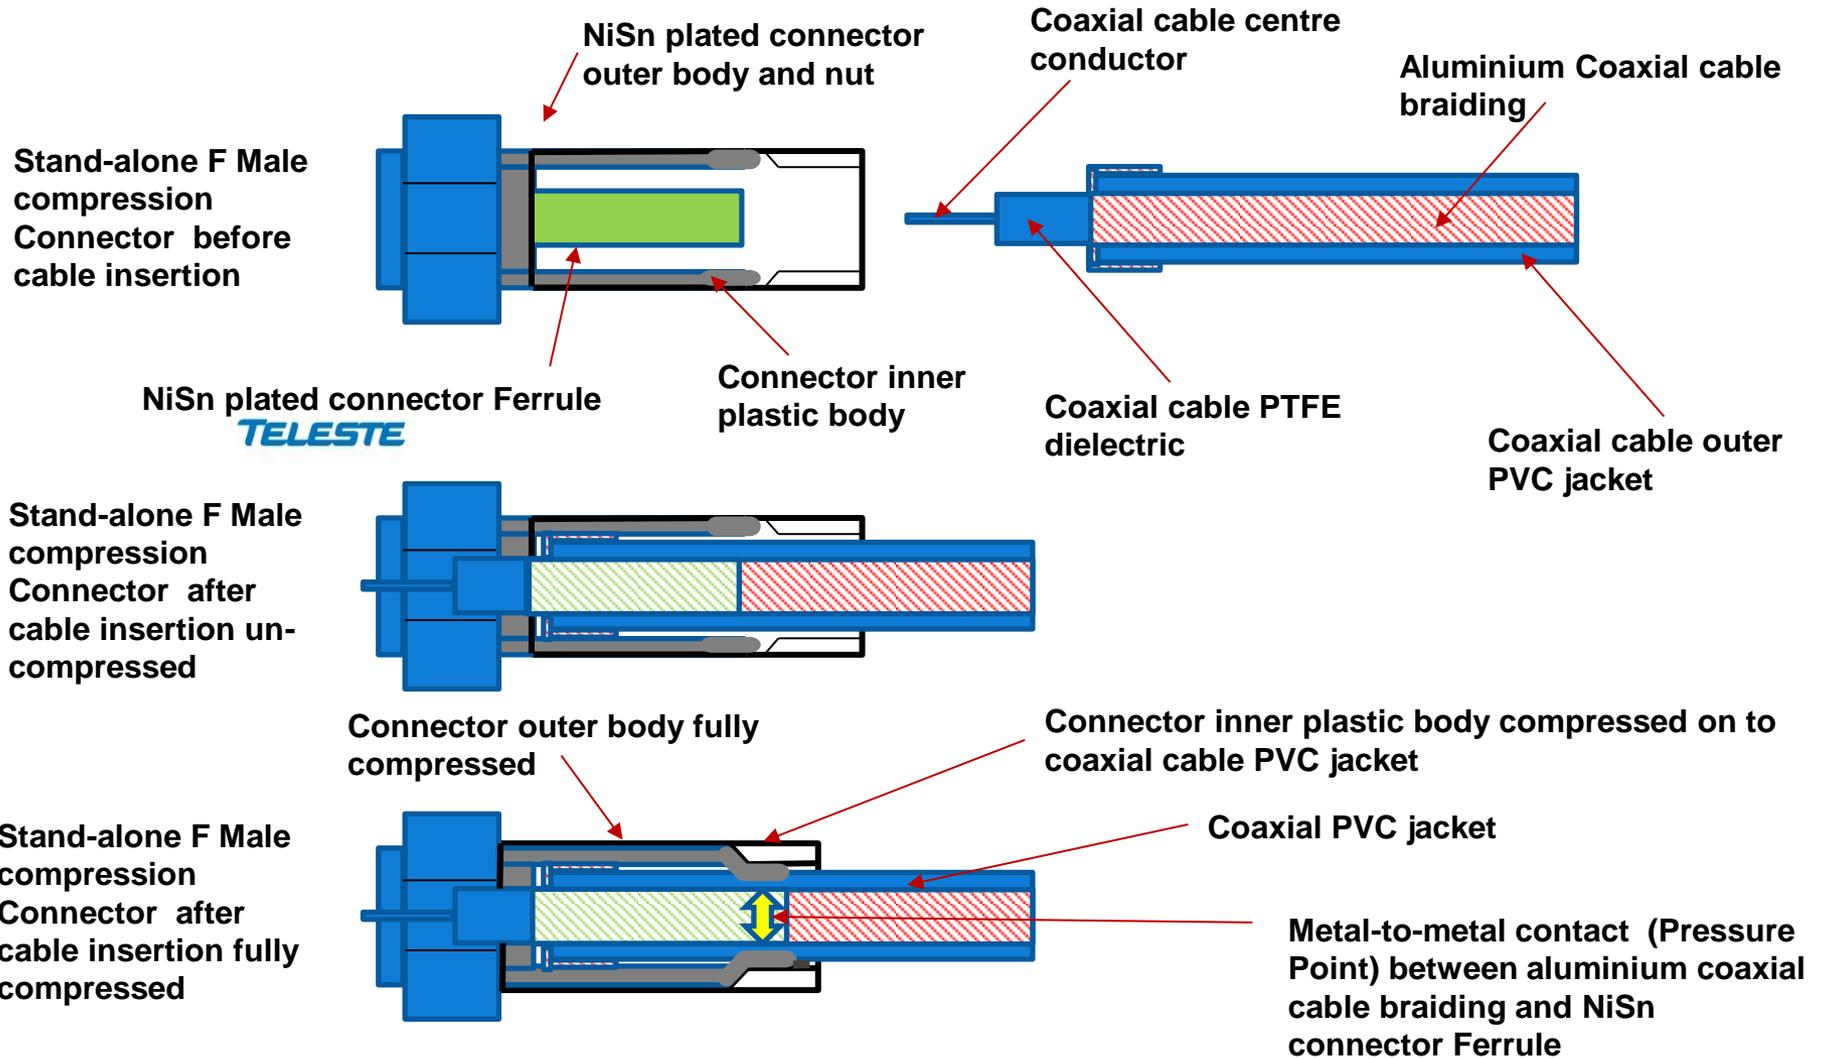 NiSn plated connector
outer body and nut
Coaxial cable centre
conductor
Aluminium Coaxial cable
braiding
Stand-alone F Male
compression
Connector before
cable insertion
NiSn plated connector Ferrule
TELESTE
Connector inner
plastic body
Coaxial cable PTFE
dielectric
Coaxial cable outer
PVC jacket
Stand-alone F Male
compression
Connector after
cable insertion un-
compressed
Connector outer body fully
compressed
Connector inner plastic body compressed on to
coaxial cable PVC jacket
Stand-alone F Male
compression
Connector after
cable insertion fully
compressed
Coaxial PVC jacket
Metal-to-metal contact (Pressure
Point) between aluminium coaxial
cable braiding and NiSn
connector Ferrule